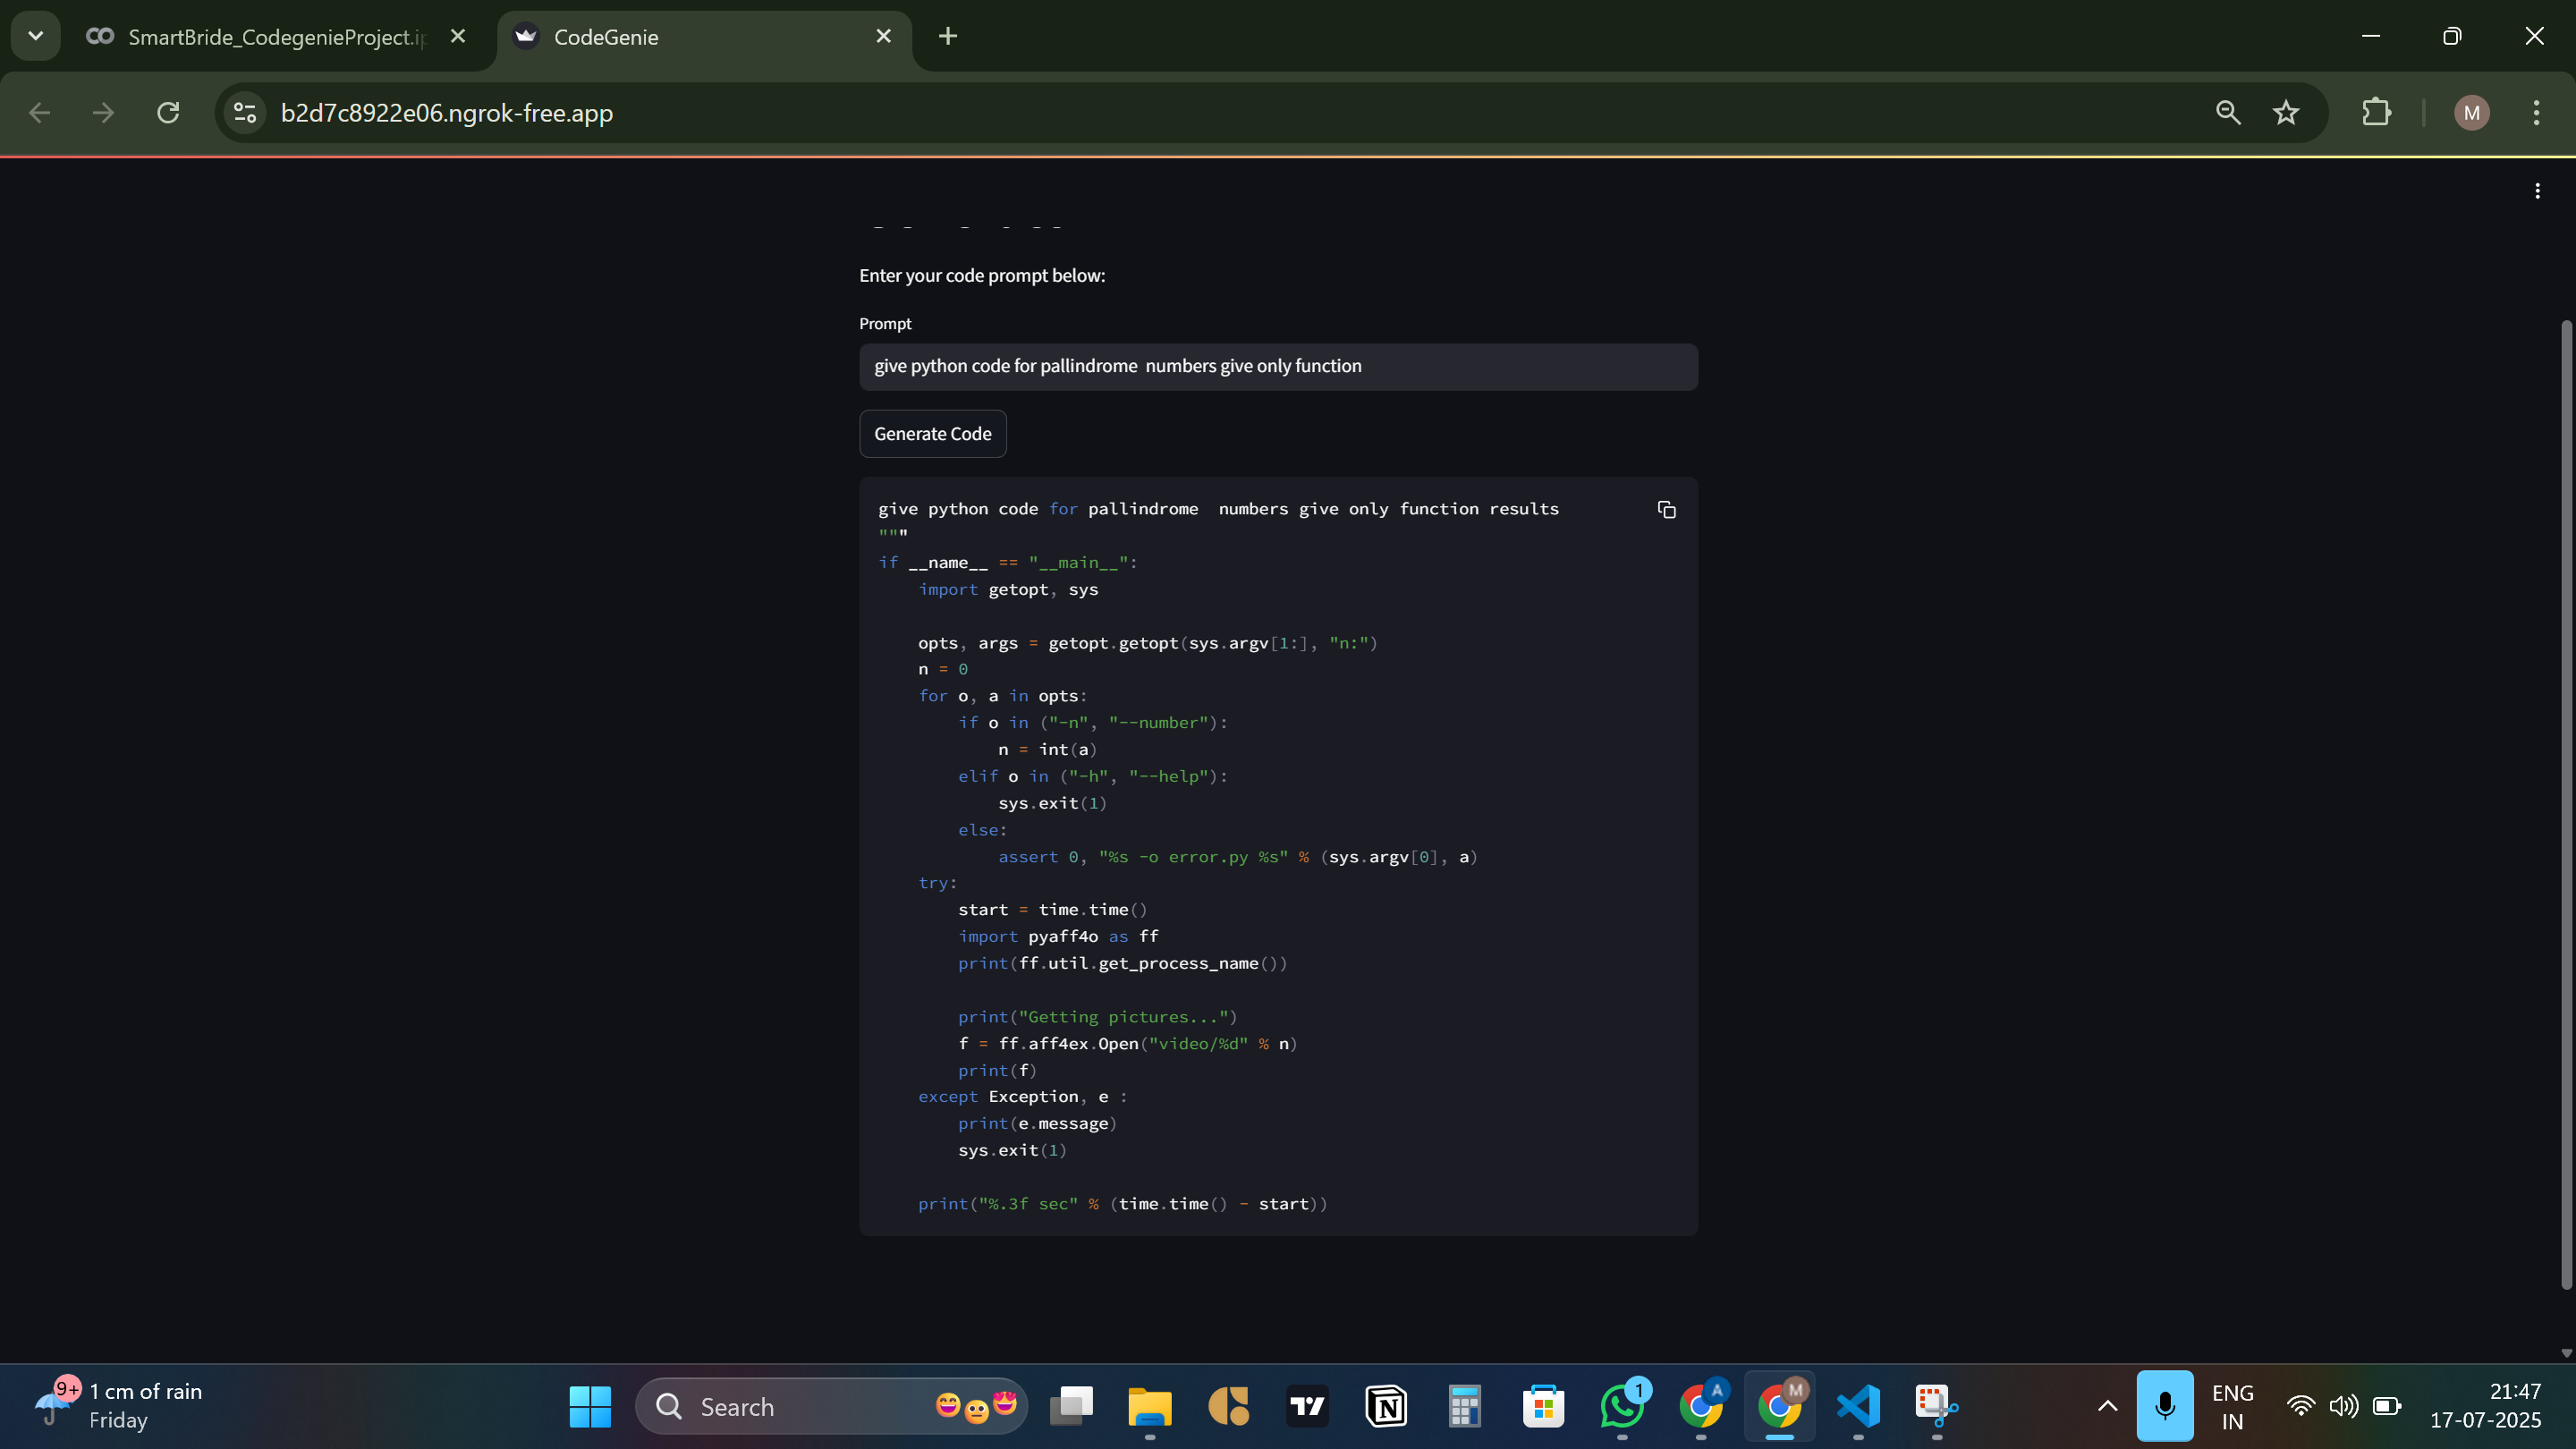 SmartBride_CodegenieProject.ip
CodeGenie
b2d7c8922e06.ngrok-free.app
M
Enter your code prompt below:
Prompt
give python code for pallindrome  numbers give only function
Generate Code
give python code for pallindrome  numbers give only function results
"""
if __name__ == "__main__":
    import getopt, sys

    opts, args = getopt.getopt(sys.argv[1:], "n:")
    n = 0
    for o, a in opts:
        if o in ("-n", "--number"):
            n = int(a)
        elif o in ("-h", "--help"):
            sys.exit(1)
        else:
            assert 0, "%s -o error.py %s" % (sys.argv[0], a)
    try:
        start = time.time()
        import pyaff4o as ff
        print(ff.util.get_process_name())

        print("Getting pictures...")
        f = ff.aff4ex.Open("video/%d" % n)
        print(f)
    except Exception, e :
        print(e.message)
        sys.exit(1)

    print("%.3f sec" % (time.time() - start))
9+
1 cm of rain
Friday
Search
1
A
M
ENG
IN
21:47
17-07-2025